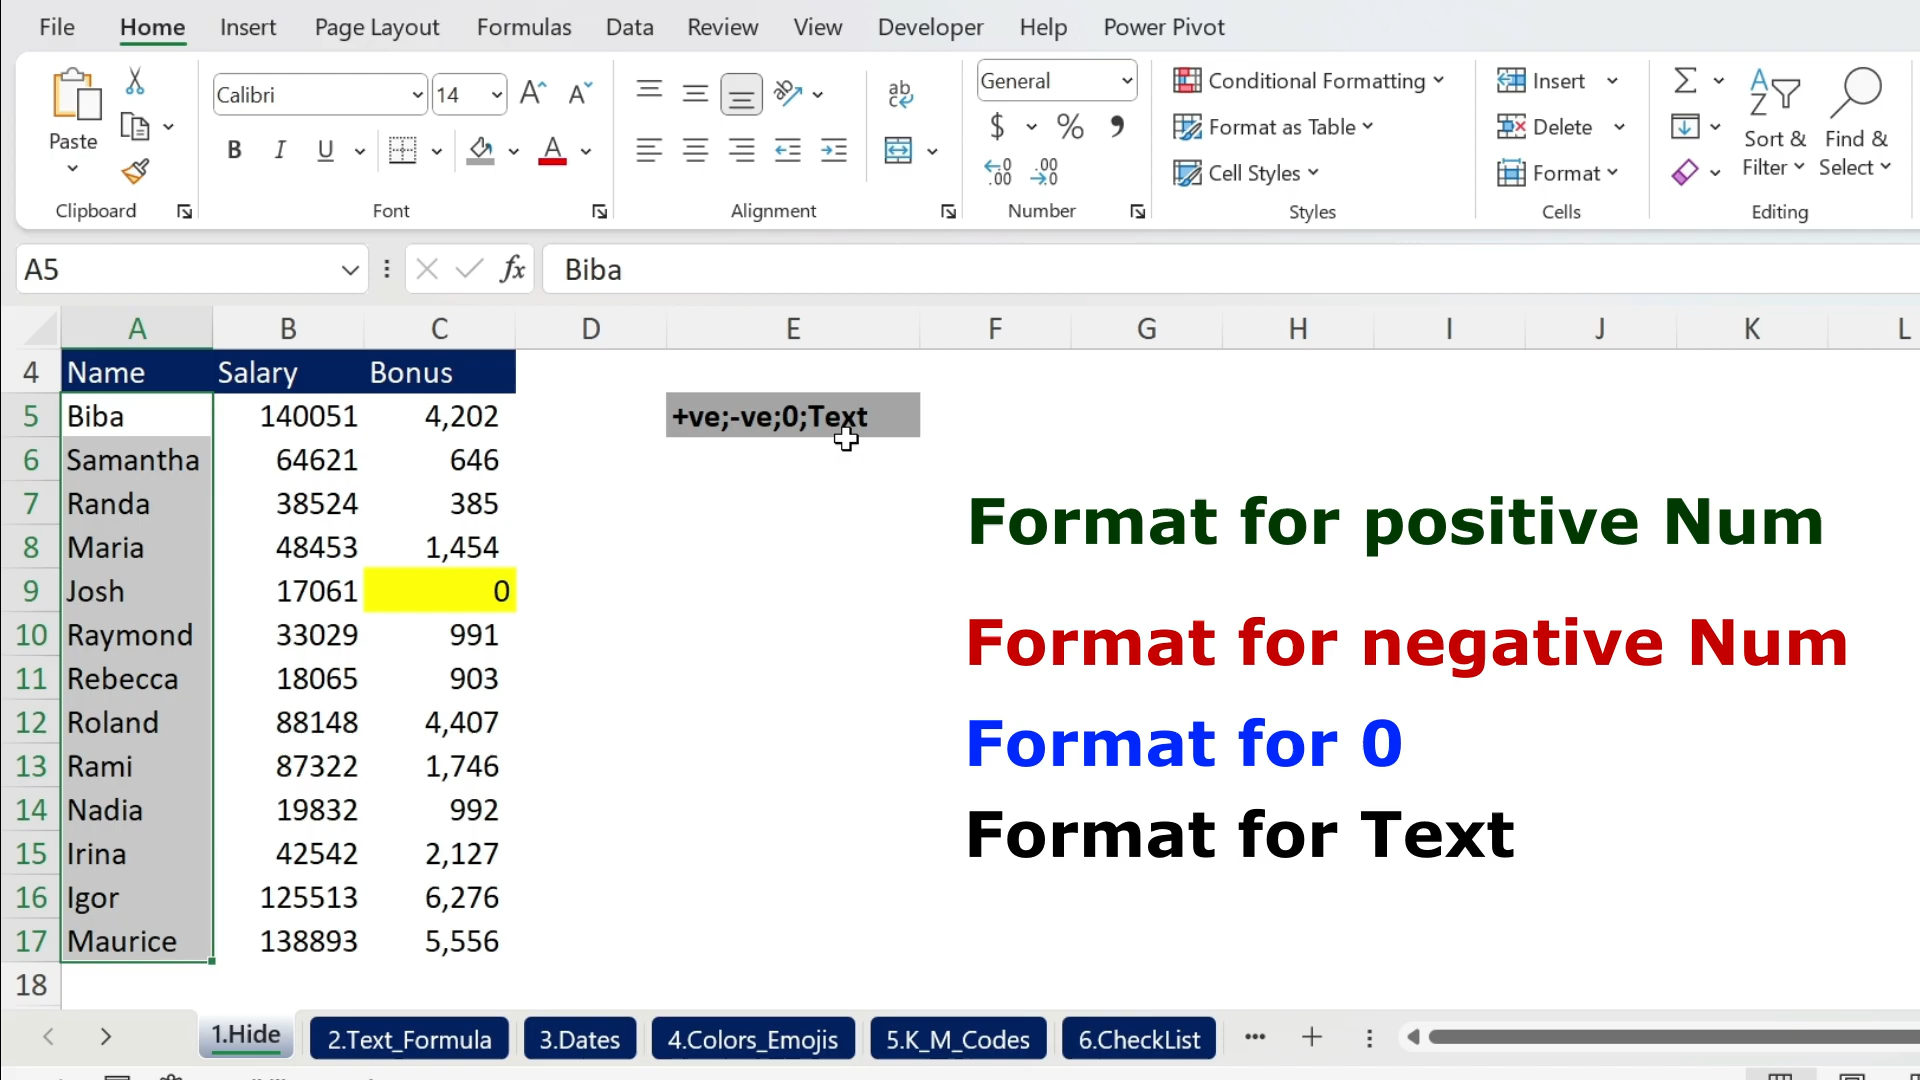 File Home Insert Page Layout Formulas Data Review View Developer Help Power Pivot
Paste
Clipboard
Calibri 14 A A
B I U A
Font
ab
c
Alignment
General
$ % ,
.00 .00
Number
Conditional Formatting
Format as Table
Cell Styles
Styles
Insert
Delete
Format
Cells
Σ
A
Z
Sort &
Filter
Find &
Select
Editing
A5 fx Biba
A B C D E F G H I J K L
4 Name Salary Bonus
5 Biba 140051 4,202 +ve;-ve;0;Text
6 Samantha 64621 646
7 Randa 38524 385
8 Maria 48453 1,454
9 Josh 17061 0
10 Raymond 33029 991
11 Rebecca 18065 903
12 Roland 88148 4,407
13 Rami 87322 1,746
14 Nadia 19832 992
15 Irina 42542 2,127
16 Igor 125513 6,276
17 Maurice 138893 5,556
18
Format for positive Num
Format for negative Num
Format for 0
Format for Text
1.Hide 2.Text_Formula 3.Dates 4.Colors_Emojis 5.K_M_Codes 6.CheckList